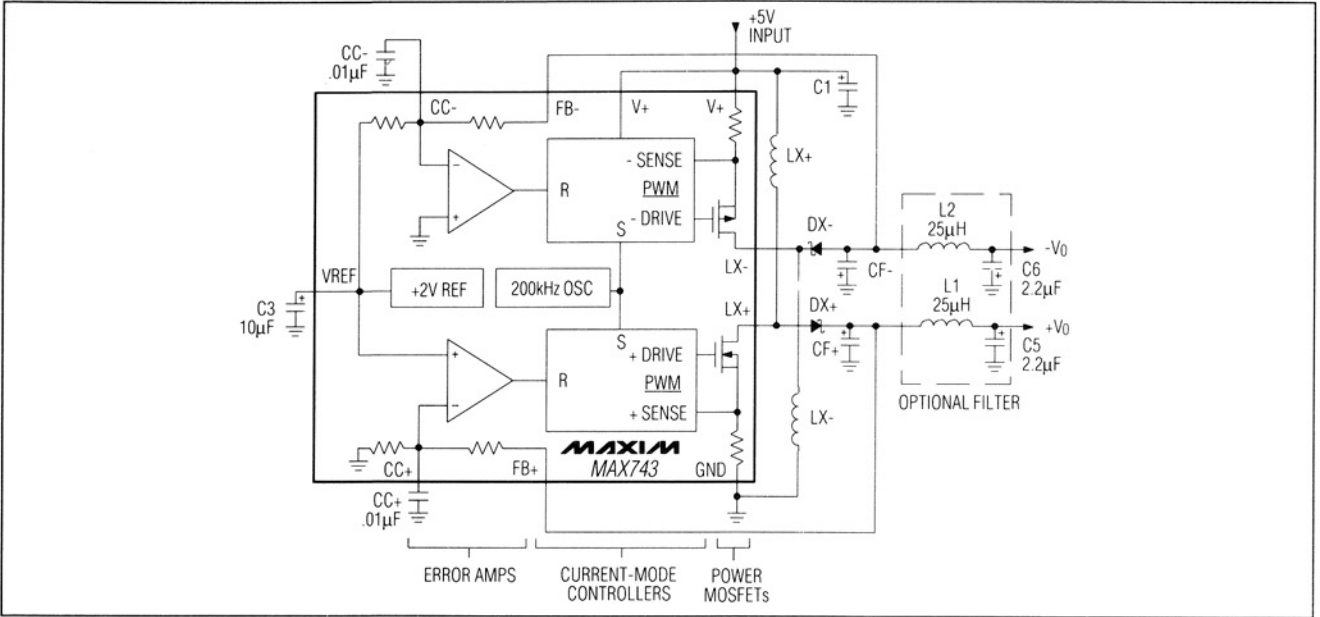 +5V
INPUT
CC-
.01µF
C1
CC-
FB-
V+
V+
LX+
- SENSE
PWM
- DRIVE
R
S
L2
25µH
DX-
-V0
LX-
CF-
C6
2.2µF
VREF
+2V REF
200kHz OSC
C3
10µF
LX+
DX+
L1
25µH
+V0
CF+
C5
2.2µF
S
+ DRIVE
PWM
+ SENSE
R
OPTIONAL FILTER
LX-
MAXIM
MAX743
CC+
FB+
GND
CC+
.01µF
ERROR AMPS
CURRENT-MODE
CONTROLLERS
POWER
MOSFETs